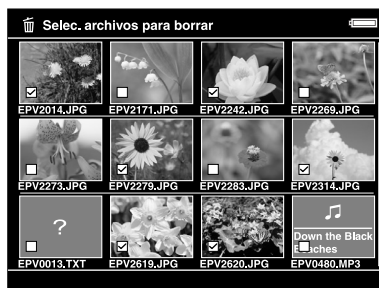 Selec. archivos para borrar
EPV2014.JPG EPV2171.JPG EPV2242.JPG EPV2269.JPG
EPV2273.JPG EPV2279.JPG EPV2283.JPG EPV2314.JPG
?
Down the Black
Beaches
EPV0013.TXT EPV2619.JPG EPV2620.JPG EPV0480.MP3